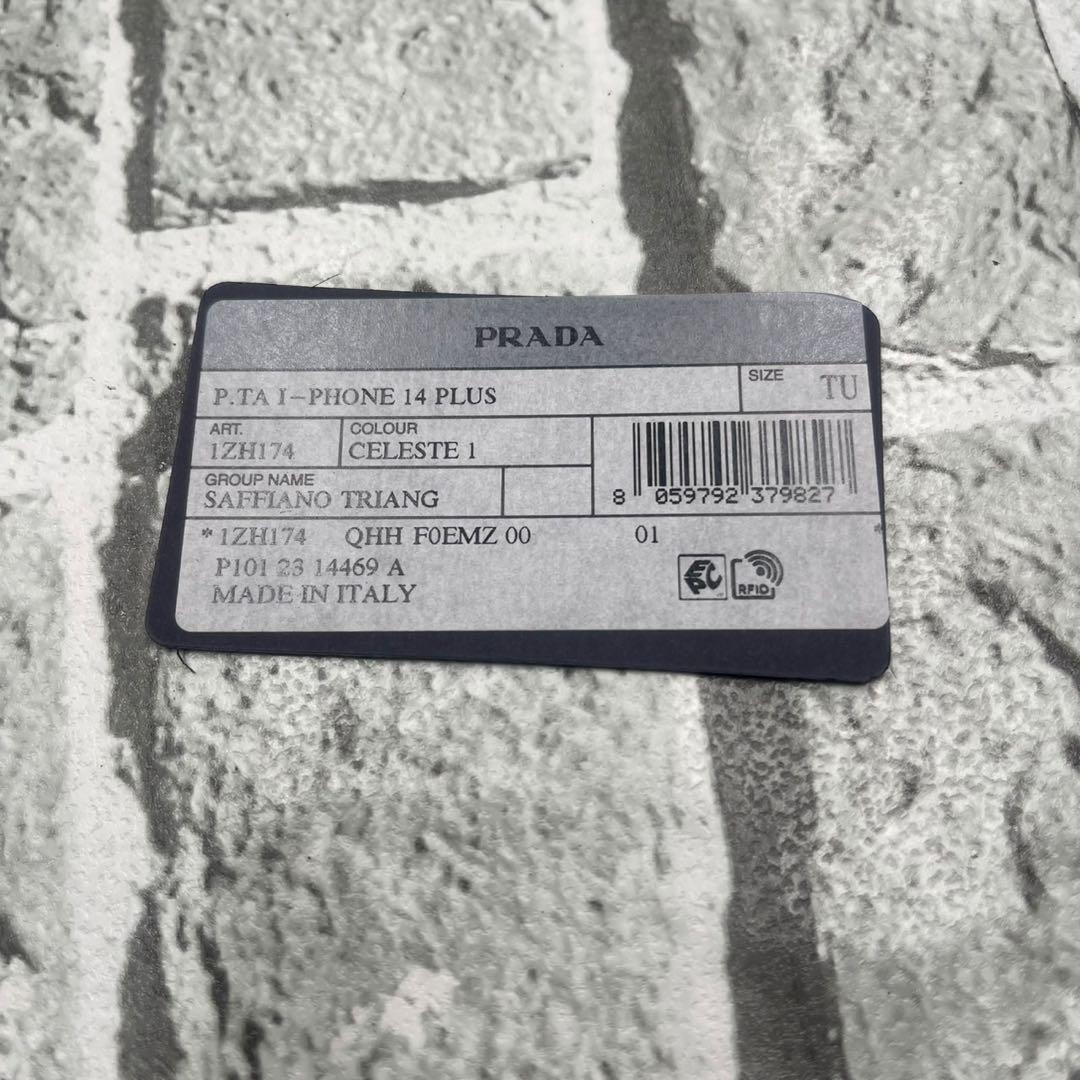 PRADA
P.TA I-PHONE 14 PLUS
SIZE TU
ART. 1ZH174
COLOUR CELESTE 1
GROUP NAME
SAFFIANO TRIANG
8 059792 379827
*1ZH174 QHH F0EMZ 00 01 *
P101 23 14469 A
MADE IN ITALY
EPC
RFID